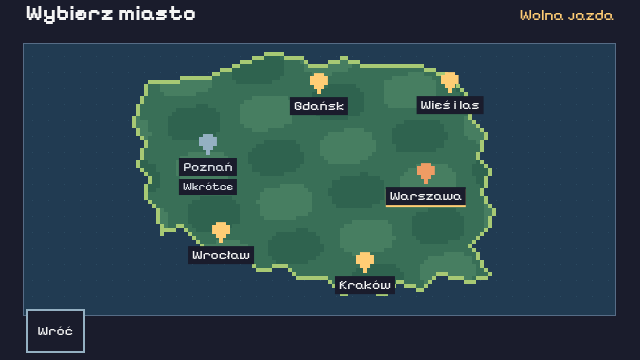 Wybierz miasto
Wolna jazda
Gdańsk
Wieś i las
Poznań
Wkrótce
Warszawa
Wrocław
Kraków
Wróć